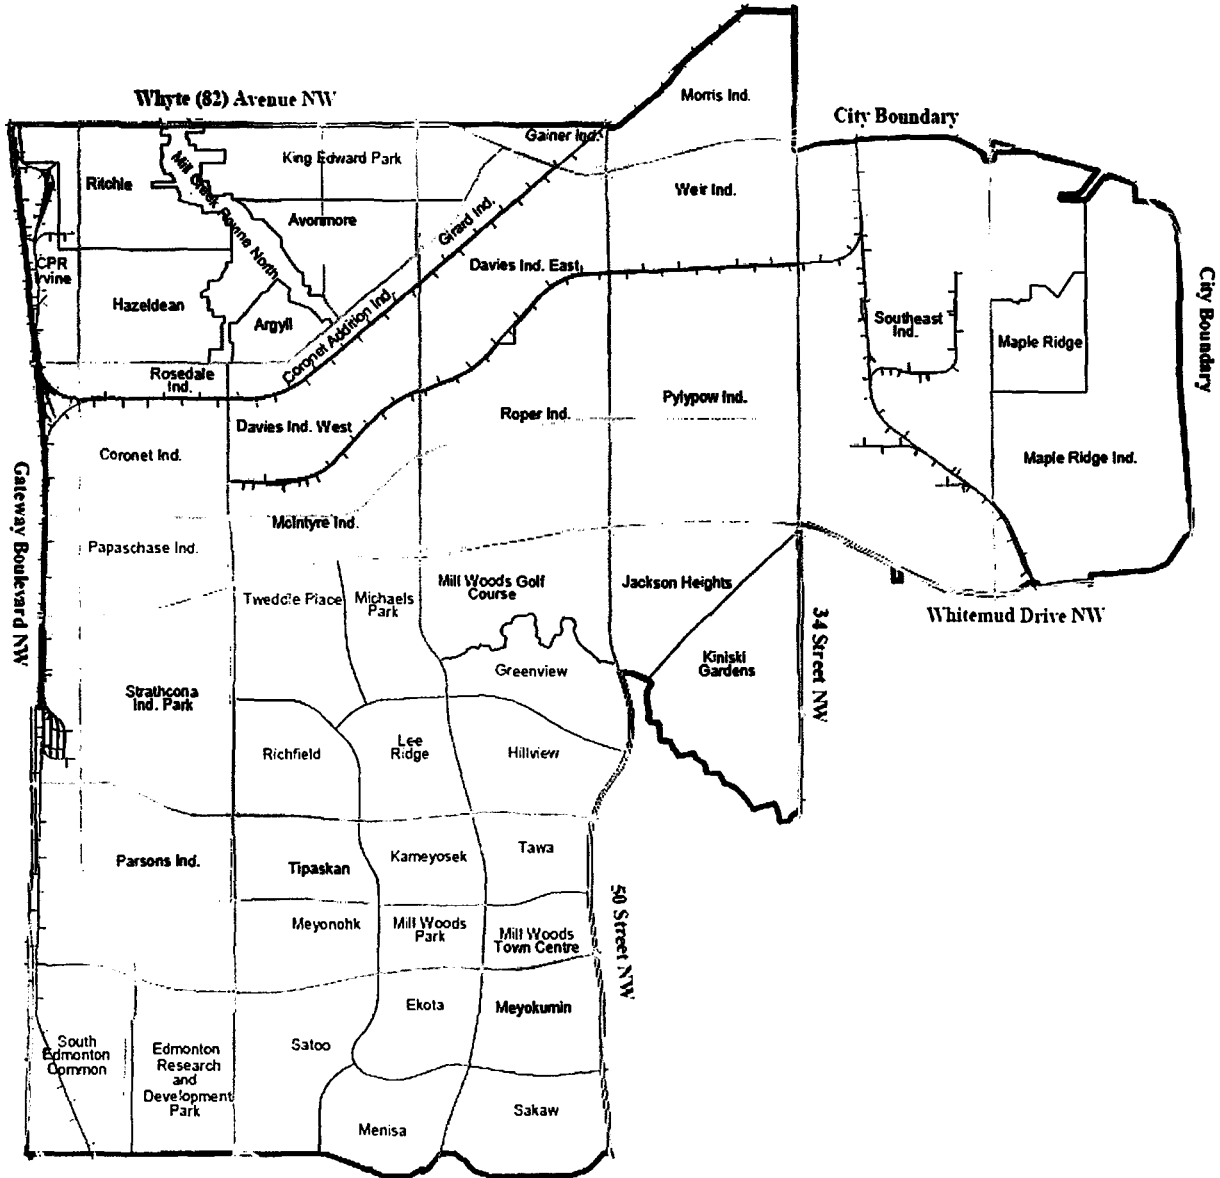 Morris Ind.
Whyte (82) Avenue NW
City Boundary
Gainer Ind.
King Edward Park
Ritchie
Mill Creek Ravine North
Weir Ind.
Avonmore
Girard Ind.
CPR
Irvine
Davies Ind. East
City Boundary
Hazeldean
Argyll
Coronet Addition Ind.
Southeast
Ind.
Maple Ridge
Rosedale
Ind.
Pylypow Ind.
Roper Ind.
Davies Ind. West
Coronet Ind.
Maple Ridge Ind.
Gateway Boulevard NW
McIntyre Ind.
Papaschase Ind.
Mill Woods Golf
Course
Jackson Heights
Tweddle Place
Michaels
Park
34 Street NW
Whitemud Drive NW
Kiniski
Gardens
Greenview
Strathcona
Ind. Park
Richfield
Lee
Ridge
Hillview
Parsons Ind.
Tipaskan
Kameyosek
Tawa
50 Street NW
Meyonohk
Mill Woods
Park
Mill Woods
Town Centre
Ekota
Meyokumin
South
Edmonton
Common
Edmonton
Research
and
Development
Park
Satoo
Menisa
Sakaw